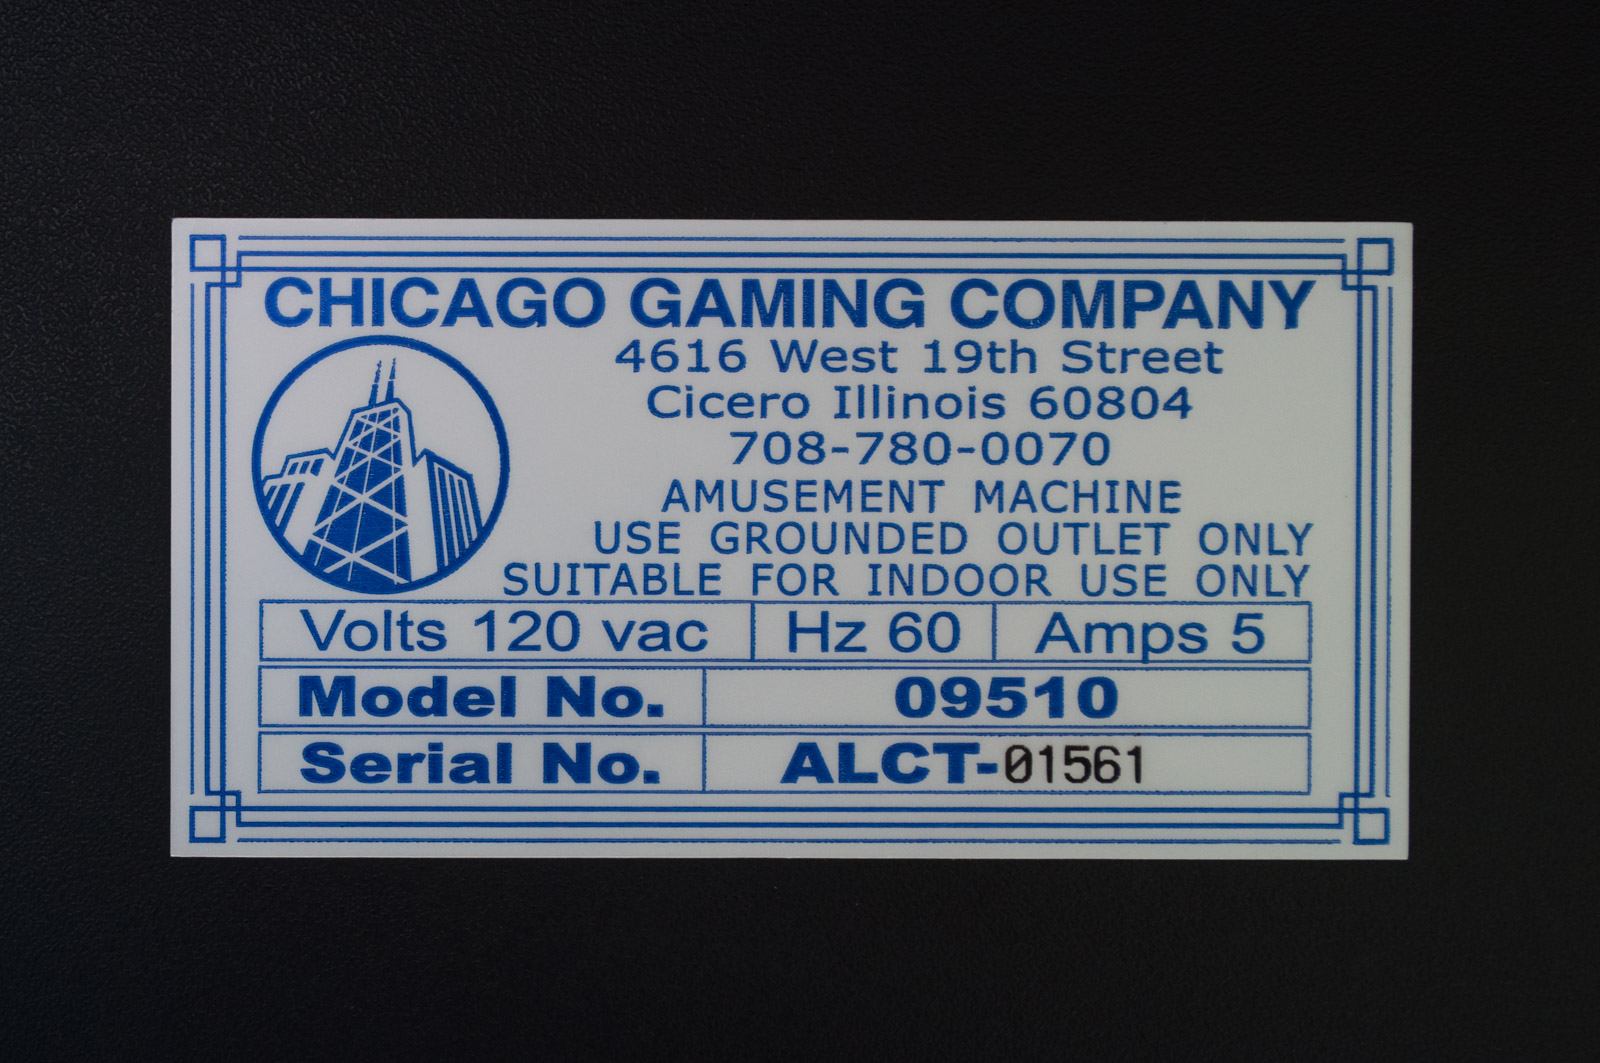 CHICAGO GAMING COMPANY
4616 West 19th Street
Cicero Illinois 60804
708-780-0070
AMUSEMENT MACHINE
USE GROUNDED OUTLET ONLY
SUITABLE FOR INDOOR USE ONLY
Volts 120 vac Hz 60 Amps 5
Model No. 09510
Serial No. ALCT-01561